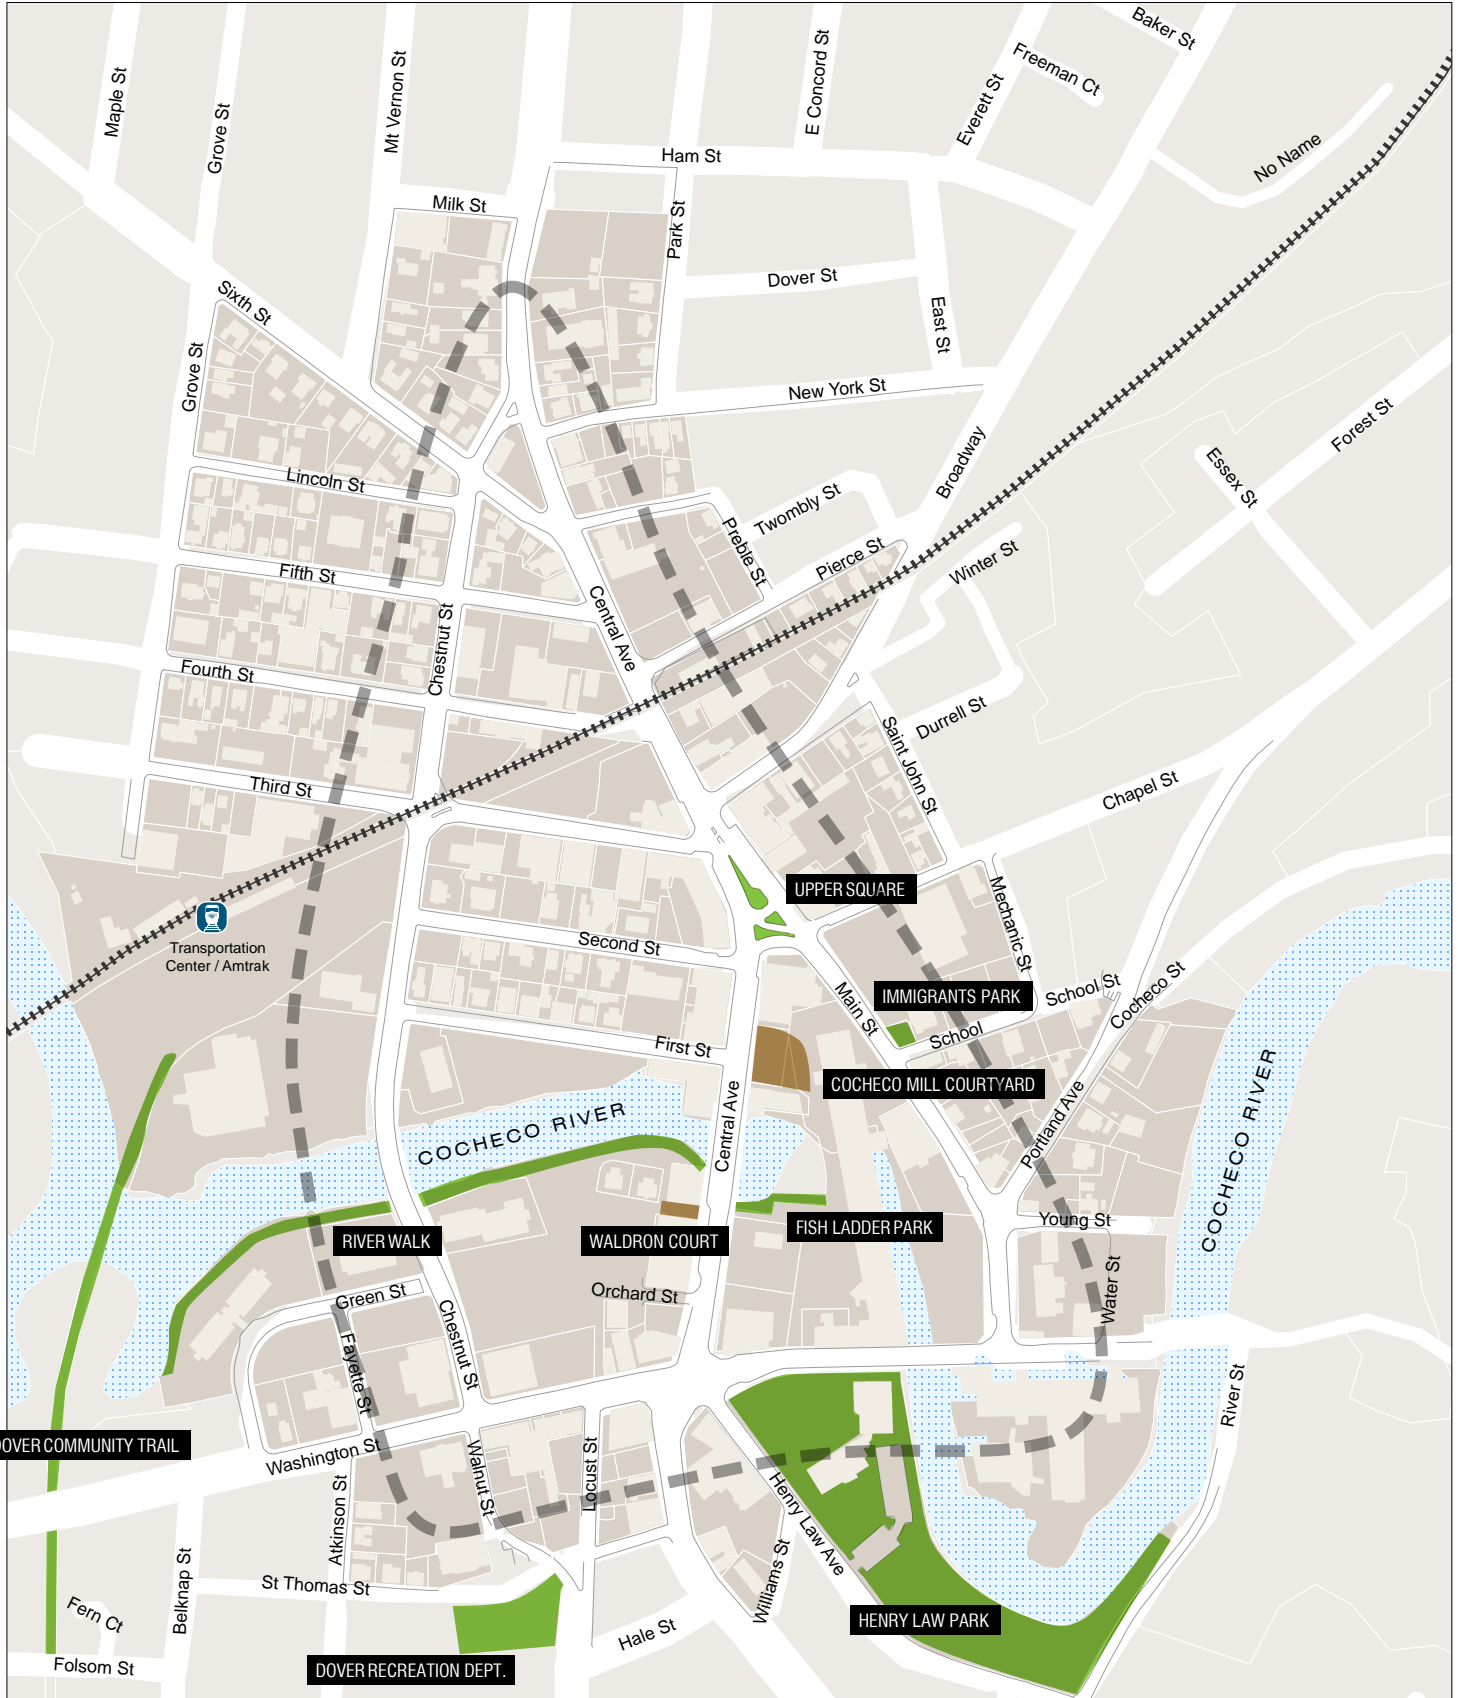 Baker St
Freeman Ct
Maple St
Grove St
Mt Vernon St
E Concord St
Everett St
No Name
Ham St
Milk St
Park St
Dover St
Sixth St
East St
Grove St
New York St
Forest St
Broadway
Essex St
Lincoln St
Twombly St
Preble St
Pierce St
Winter St
Fifth St
Central Ave
Chestnut St
Fourth St
Saint John St
Durrell St
Third St
Chapel St
UPPER SQUARE
Mechanic St
Transportation
Center / Amtrak
Second St
Main St
IMMIGRANTS PARK
School St
Cocheco St
School
First St
COCHECO MILL COURTYARD
COCHECO RIVER
Central Ave
Portland Ave
COCHECO RIVER
RIVER WALK
WALDRON COURT
FISH LADDER PARK
Young St
Water St
Green St
Orchard St
Fayette St
Chestnut St
River St
DOVER COMMUNITY TRAIL
Washington St
Walnut St
Locust St
Henry Law Ave
Atkinson St
Williams St
St Thomas St
Belknap St
Fern Ct
Hale St
HENRY LAW PARK
Folsom St
DOVER RECREATION DEPT.